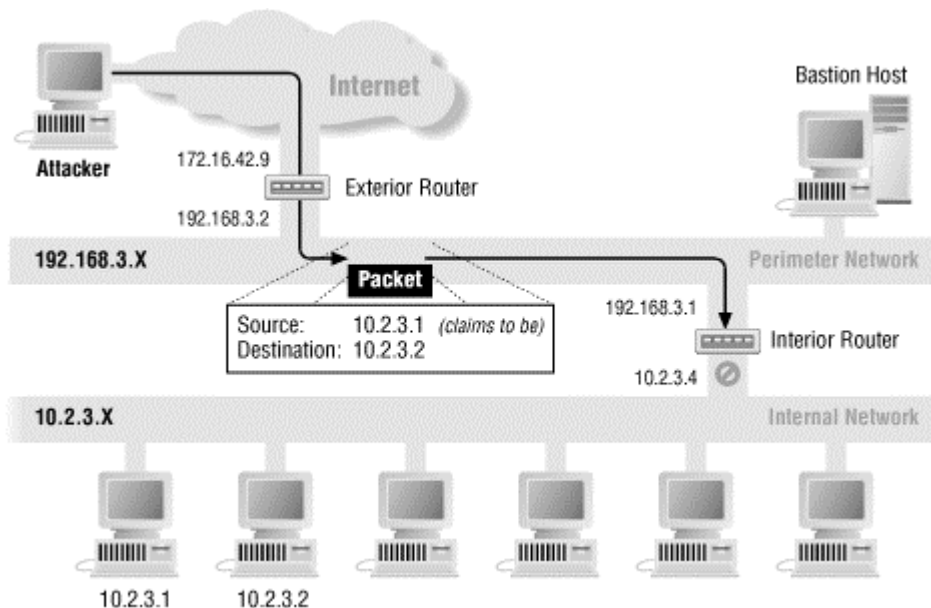 Internet
Bastion Host
Attacker
172.16.42.9
Exterior Router
192.168.3.2
192.168.3.X
Perimeter Network
Packet
Source: 10.2.3.1 (claims to be)
Destination: 10.2.3.2
192.168.3.1
Interior Router
10.2.3.4
10.2.3.X
Internal Network
10.2.3.1
10.2.3.2